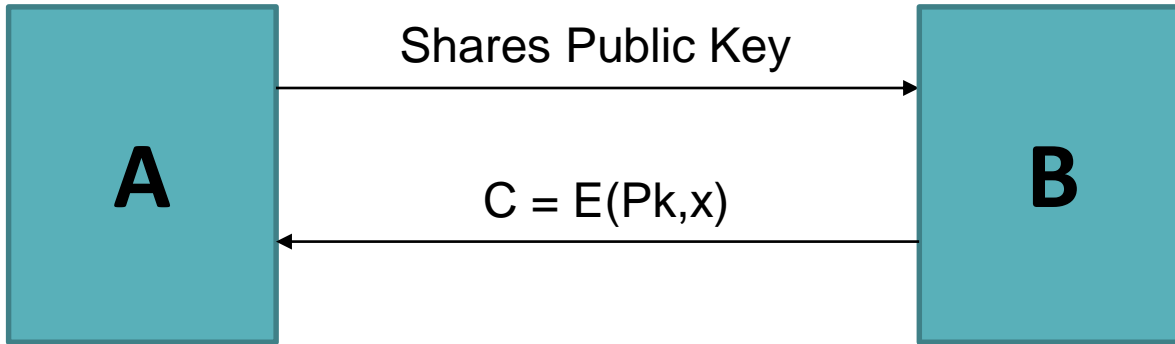 Shares Public Key
A
B
C = E(Pk,x)